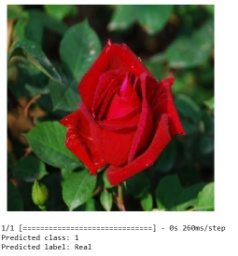 1/1 [==============================] - 0s 260ms/step
Predicted class: 1
Predicted label: Real